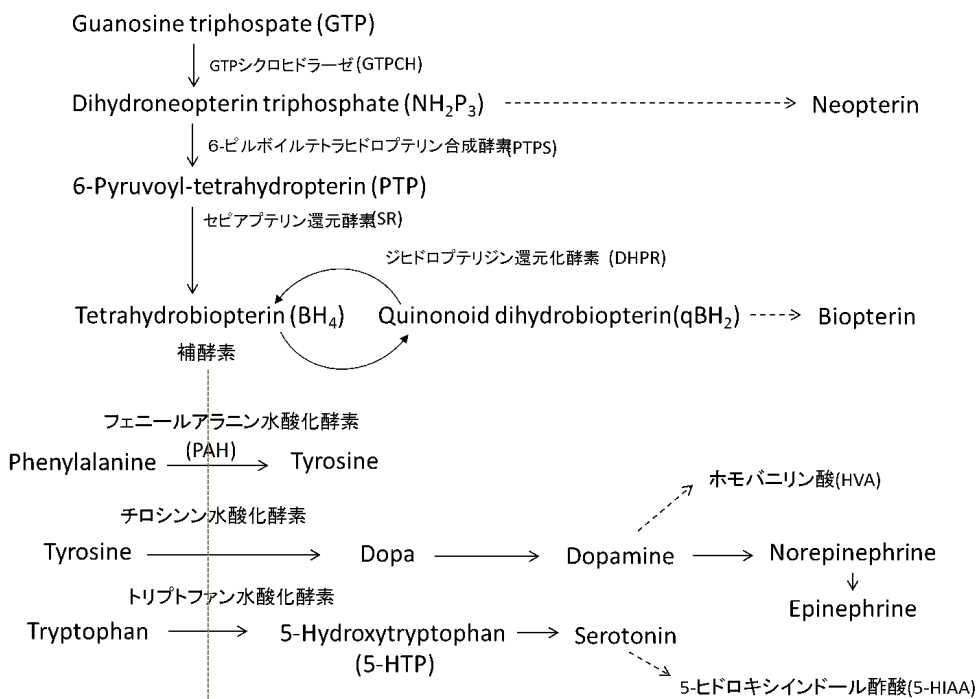 Guanosine triphospate (GTP)
GTPシクロヒドラーゼ(GTPCH)
Dihydroneopterin triphosphate (NH₂P₃)
Neopterin
6-ピルボイルテトラヒドロプテリン合成酵素(PTPS)
6-Pyruvoyl-tetrahydropterin (PTP)
セピアプテリン還元酵素(SR)
ジヒドロプテリジン還元化酵素 (DHPR)
Tetrahydrobiopterin (BH₄)
Quinonoid dihydrobiopterin(qBH₂)
Biopterin
補酵素
フェニールアラニン水酸化酵素
(PAH)
Phenylalanine
Tyrosine
ホモバニリン酸(HVA)
チロシンン水酸化酵素
Tyrosine
Dopa
Dopamine
Norepinephrine
Epinephrine
トリプトファン水酸化酵素
Tryptophan
5-Hydroxytryptophan
(5-HTP)
Serotonin
5-ヒドロキシインドール酢酸(5-HIAA)